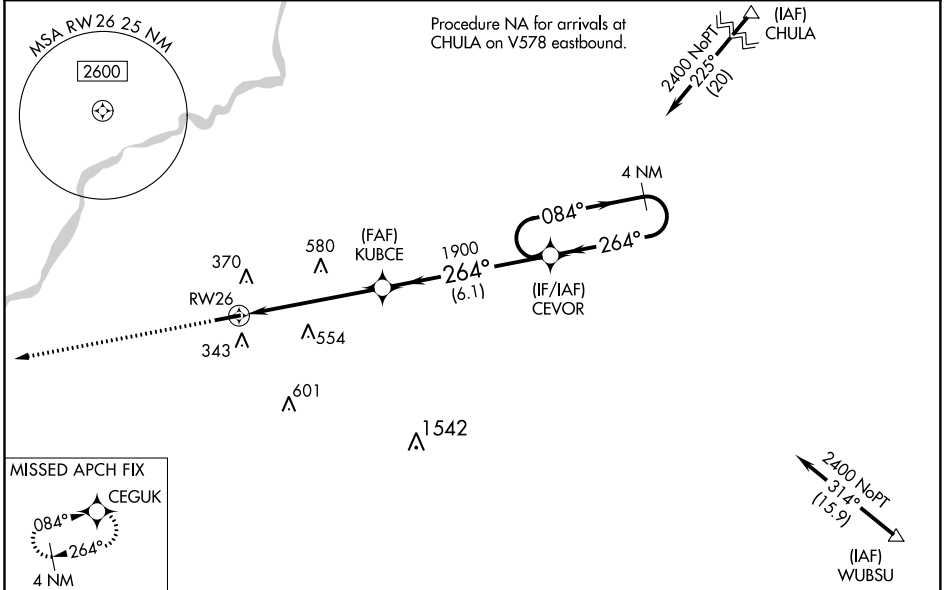 MSA RW 26 25 NM
2600
Procedure NA for arrivals at
CHULA on V578 eastbound.
(IAF)
CHULA
2400 NoPT
225°
(20)
4 NM
084°
264°
(FAF)
KUBCE
1900
264°
(6.1)
(IF/IAF)
CEVOR
580
370
RW26
343
554
601
1542
MISSED APCH FIX
CEGUK
084°
264°
4 NM
2400 NoPT
314°
(15.9)
(IAF)
WUBSU